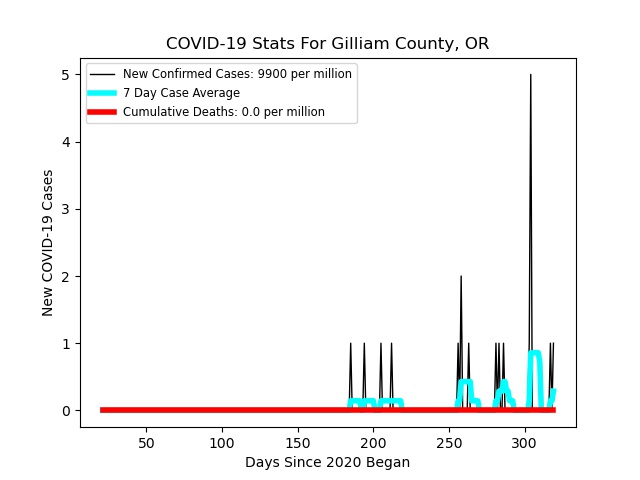 COVID-19 Stats For Gilliam County, OR
New Confirmed Cases: 9900 per million
7 Day Case Average
Cumulative Deaths: 0.0 per million
New COVID-19 Cases
5
4
3
2
1
0
50 100 150 200 250 300
Days Since 2020 Began